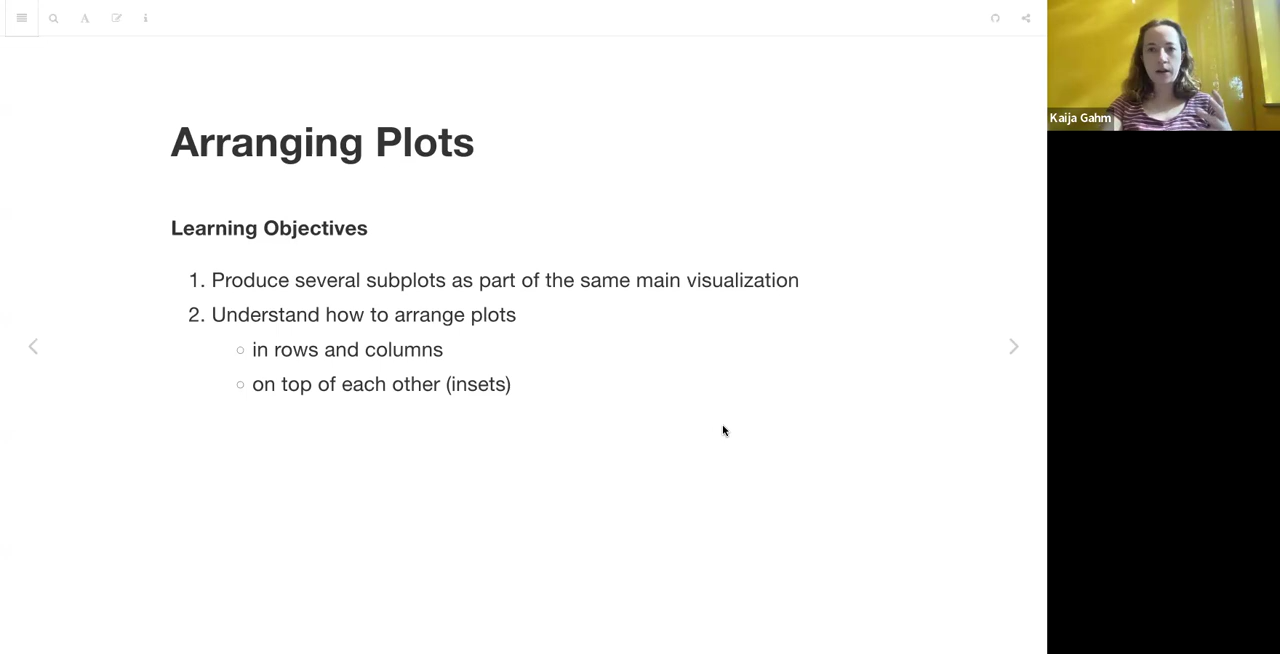 Arranging Plots
Kaija Gahm
Learning Objectives
1. Produce several subplots as part of the same main visualization
2. Understand how to arrange plots
○ in rows and columns
○ on top of each other (insets)